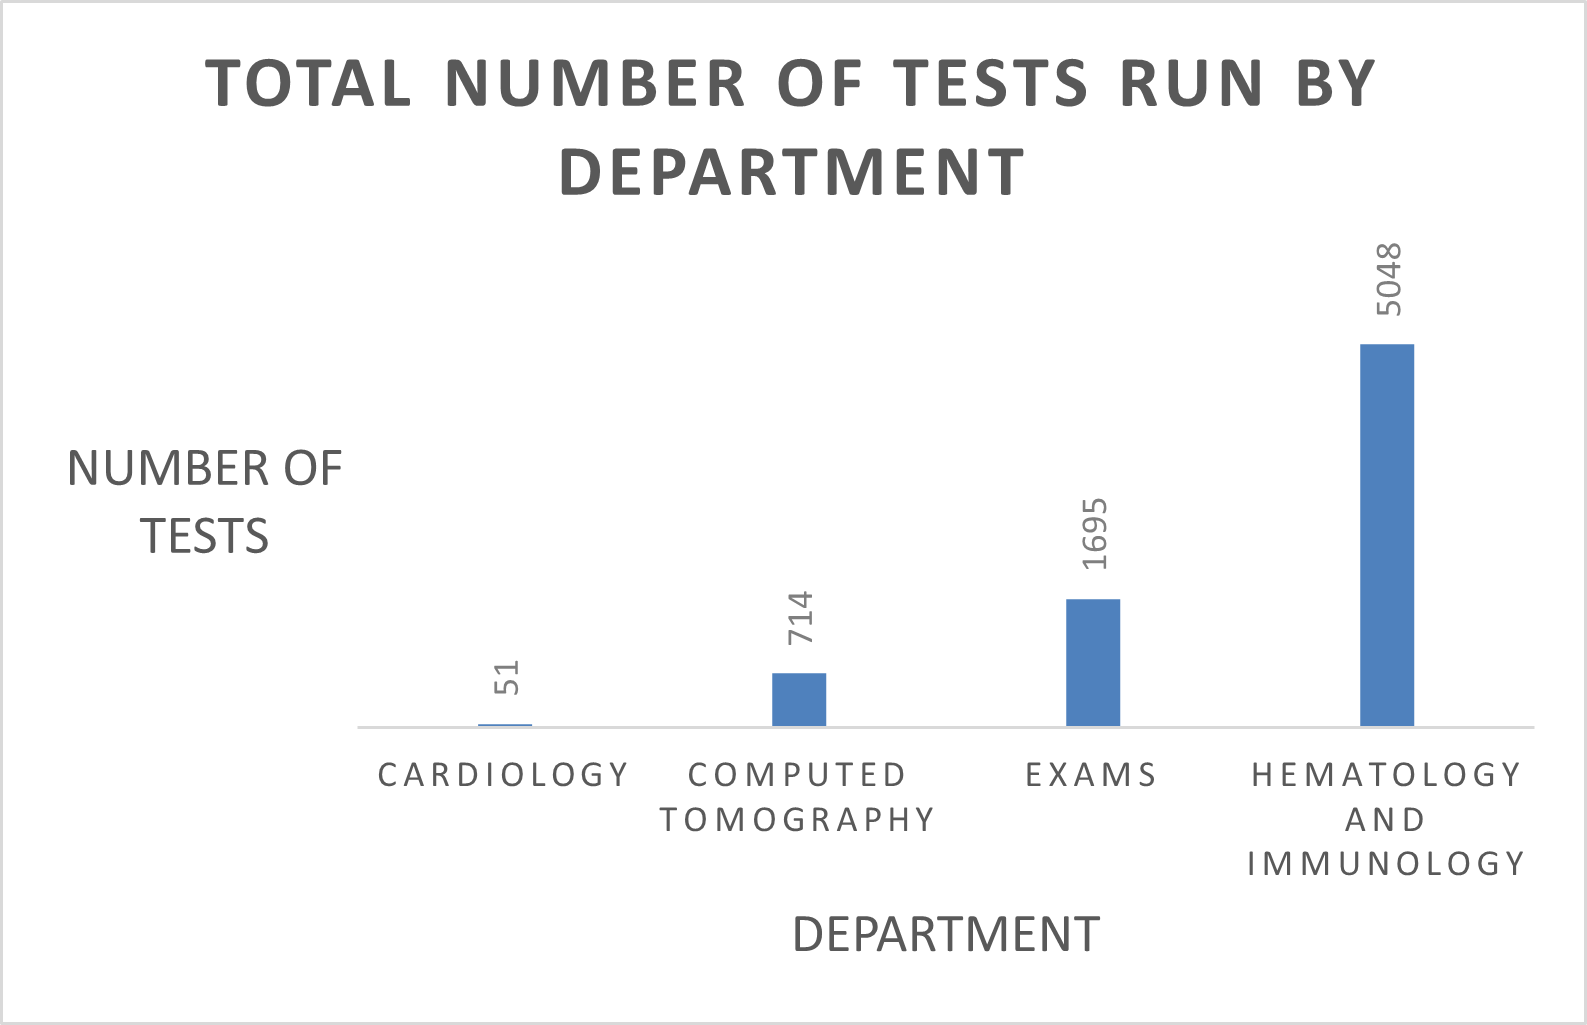 TOTAL NUMBER OF TESTS RUN BY
DEPARTMENT
NUMBER OF
TESTS
51
714
1695
5048
CARDIOLOGY
COMPUTED
TOMOGRAPHY
EXAMS
HEMATOLOGY
AND
IMMUNOLOGY
DEPARTMENT